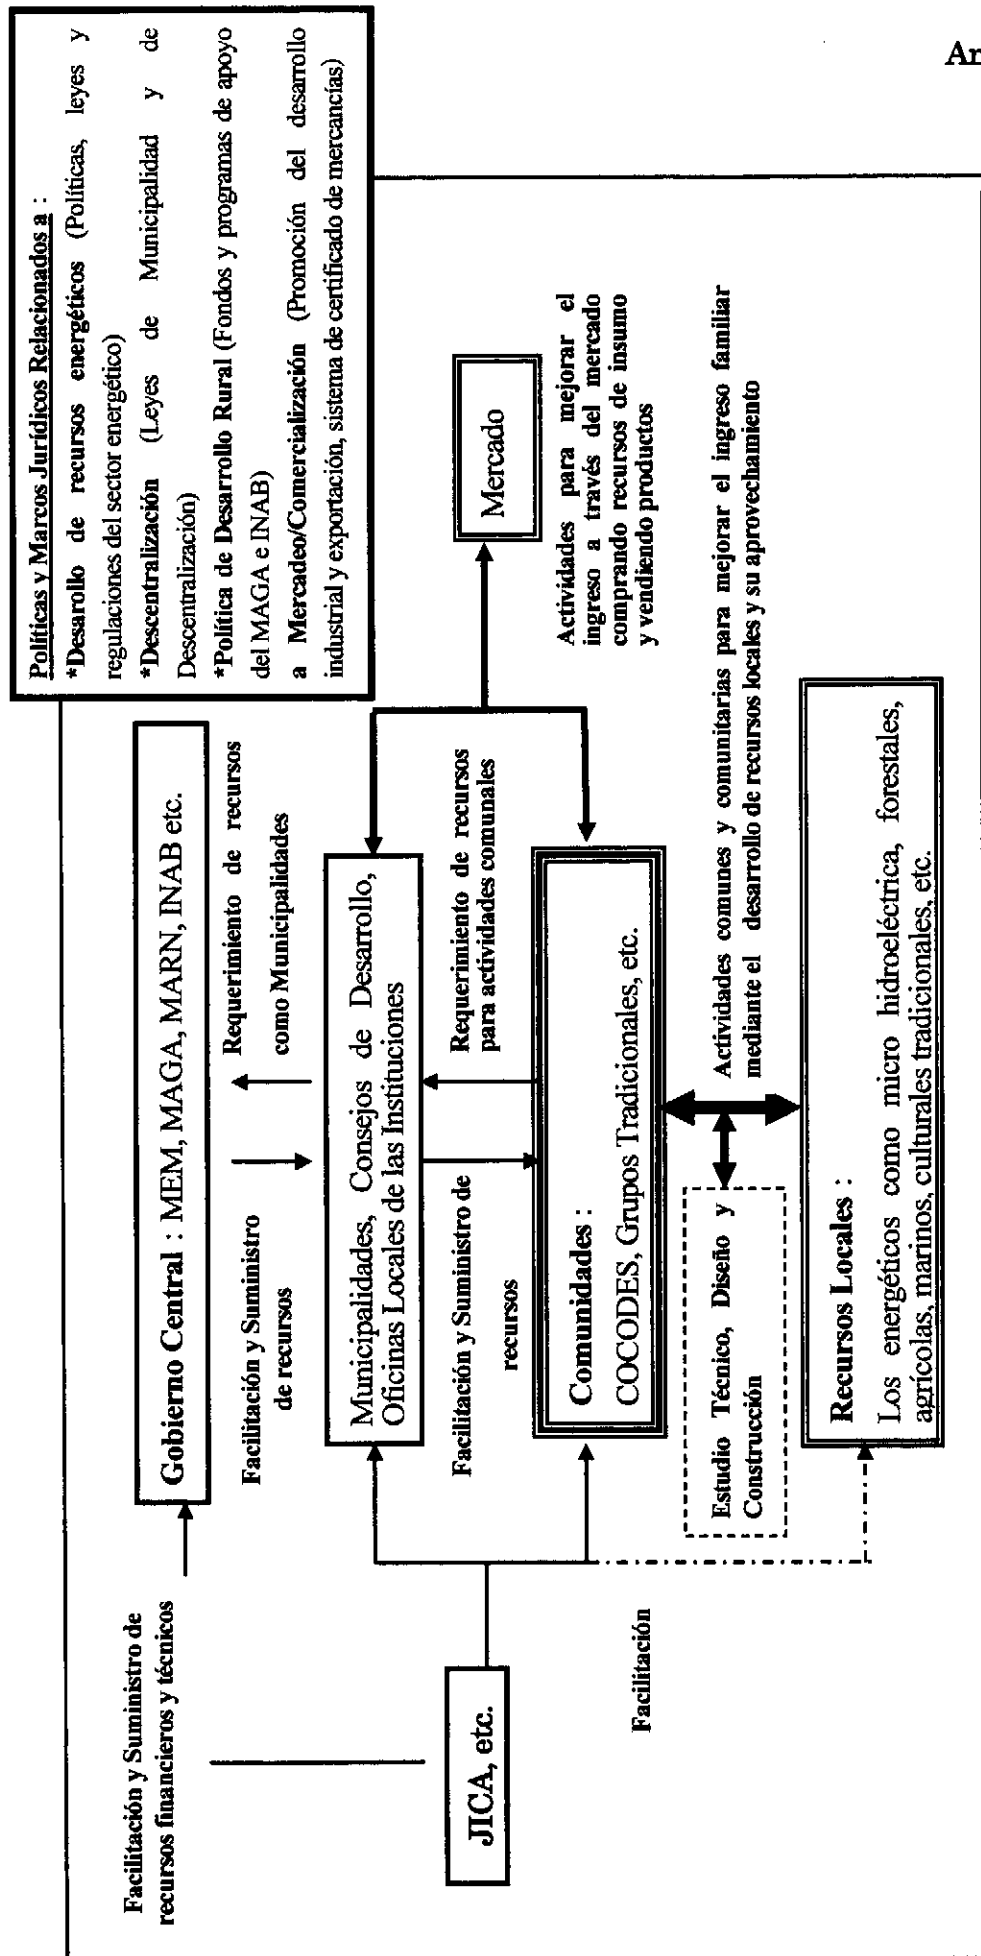 Políticas y Marcos Jurídicos Relacionados a :
*Desarollo de recursos energéticos (Políticas, leyes y
regulaciones del sector energético)
*Descentralización (Leyes de Municipalidad y de
Descentralización)
*Política de Desarrollo Rural (Fondos y programas de apoyo
del MAGA e INAB)
a Mercadeo/Comercialización (Promoción del desarrollo
industrial y exportación, sistema de certificado de mercancías)
Facilitación y Suministro de
recursos financieros y técnicos
Gobierno Central : MEM, MAGA, MARN, INAB etc.
Facilitación y Suministro
de recursos
Requerimiento de recursos
como Municipalidades
Municipalidades, Consejos de Desarrollo,
Oficinas Locales de las Instituciones
JICA, etc.
Facilitación y Suministro de
recursos
Requerimiento de recursos
para actividades comunales
Mercado
Actividades para mejorar el
ingreso a través del mercado
comprando recursos de insumo
y vendiendo productos
Comunidades :
COCODES, Grupos Tradicionales, etc.
Facilitación
Estudio Técnico, Diseño y
Construcción
Actividades comunes y comunitarias para mejorar el ingreso familiar
mediante el desarrollo de recursos locales y su aprovechamiento
Recursos Locales :
Los energéticos como micro hidroeléctrica, forestales,
agrícolas, marinos, culturales tradicionales, etc.
An